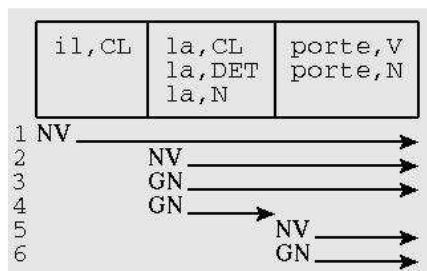 il,CL la,CL porte,V
la,DET porte,N
la,N
1 NV
2 NV
3 GN
4 GN
5 NV
6 GN